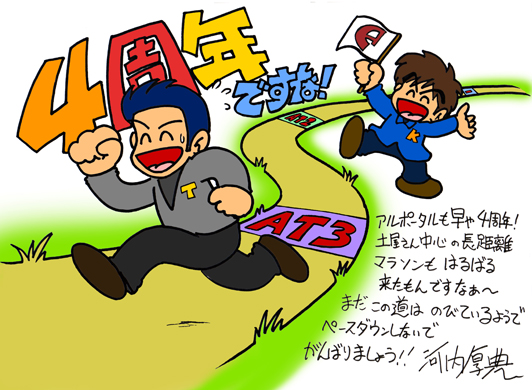 4周年
ですな!
A
K
T
AT3
AT3
アルポータルも早や4周年!
土屋さん中心の長距離
マラソンも はるばる
来たもんですなぁ〜
まだ この道は のびているようで
ペースダウンしないで
がんばりましょう!!
河内厚典